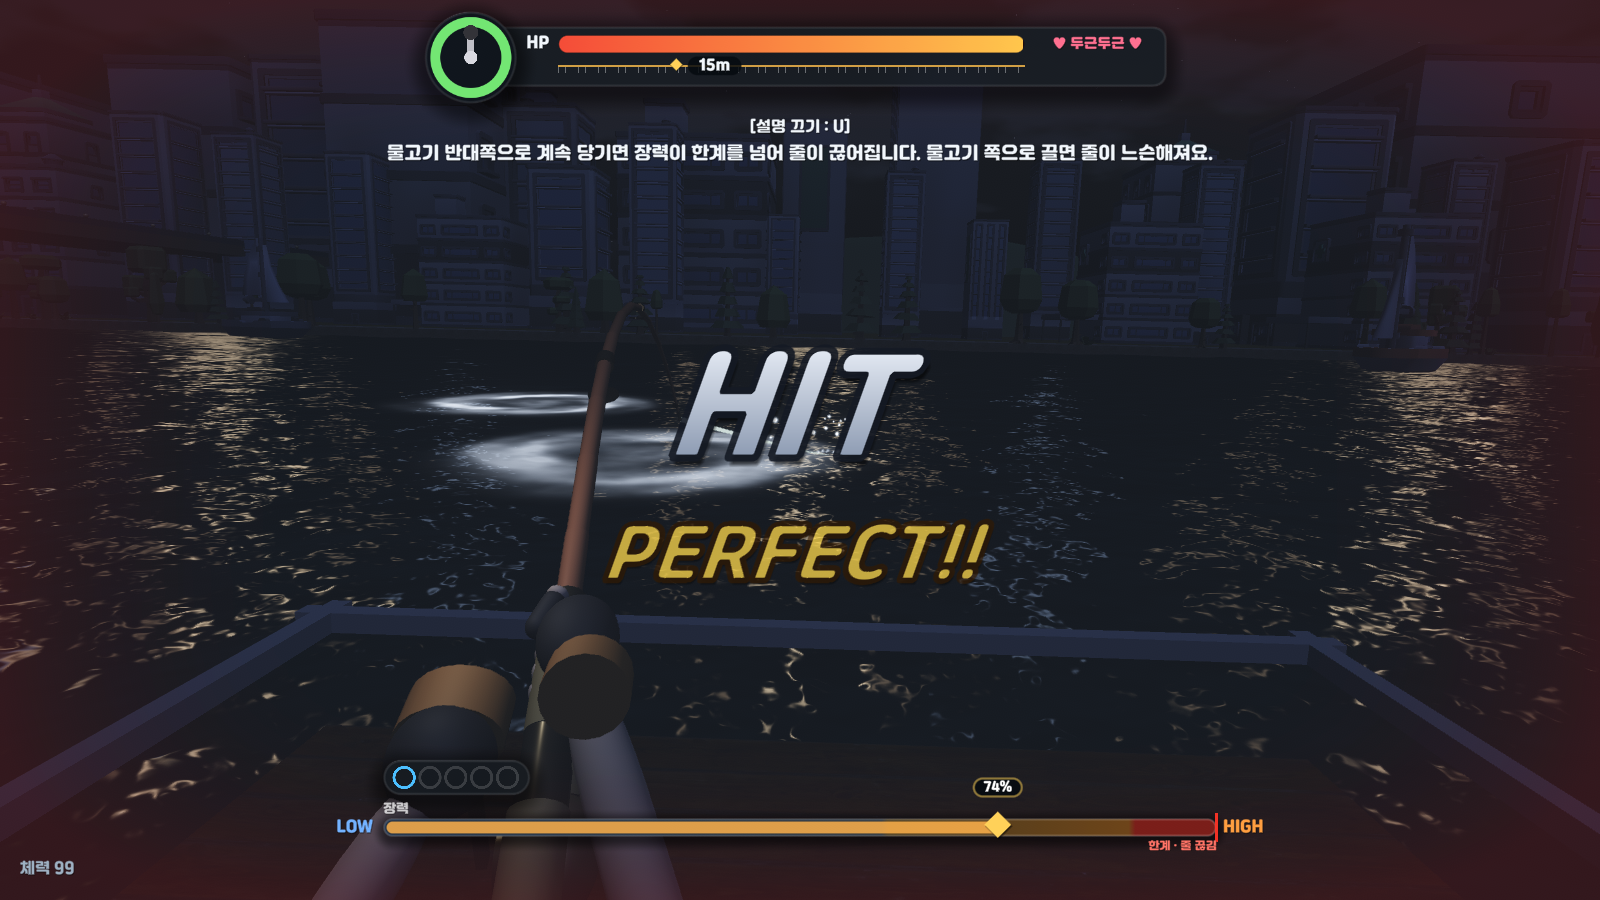 HP
♥ 두근두근 ♥
15m
[설명 끄기 : U]
물고기 반대쪽으로 계속 당기면 장력이 한계를 넘어 줄이 끊어집니다. 물고기 쪽으로 끌면 줄이 느슨해져요.
HIT
PERFECT!!
74%
장력
LOW
HIGH
한계 · 줄 끊김
체력 99